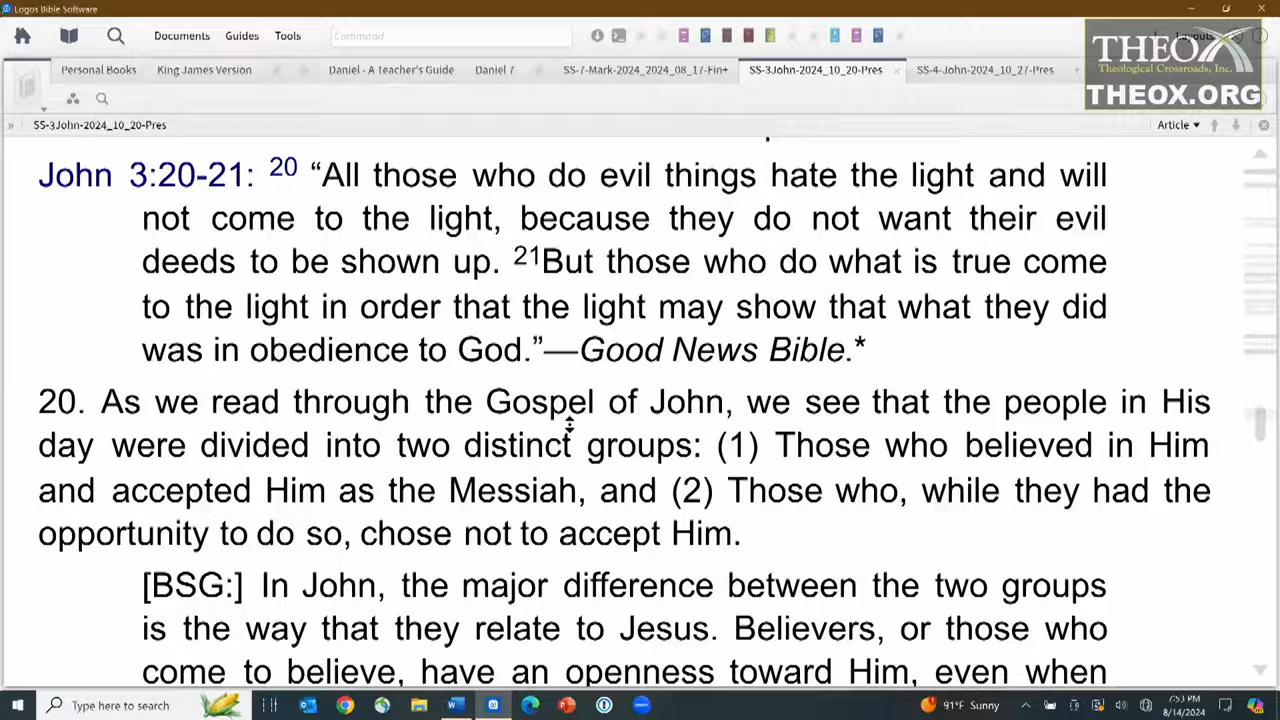 Logos Bible Software
Documents Guides Tools Command
THEOX
Theological Crossroads, Inc.
THEOX.ORG
Personal Books King James Version Daniel - A Teacher's SS-7-Mark-2024_2024_08_17-Fin+ SS-3John-2024_10_20-Pres SS-4-John-2024_10_27-Pres
SS-3John-2024_10_20-Pres Article
John 3:20-21: 20 “All those who do evil things hate the light and will
not come to the light, because they do not want their evil
deeds to be shown up. 21But those who do what is true come
to the light in order that the light may show that what they did
was in obedience to God.”—Good News Bible.*
20. As we read through the Gospel of John, we see that the people in His
day were divided into two distinct groups: (1) Those who believed in Him
and accepted Him as the Messiah, and (2) Those who, while they had the
opportunity to do so, chose not to accept Him.
[BSG:] In John, the major difference between the two groups
is the way that they relate to Jesus. Believers, or those who
come to believe, have an openness toward Him, even when
Type here to search
91°F Sunny
7:53 PM
8/14/2024